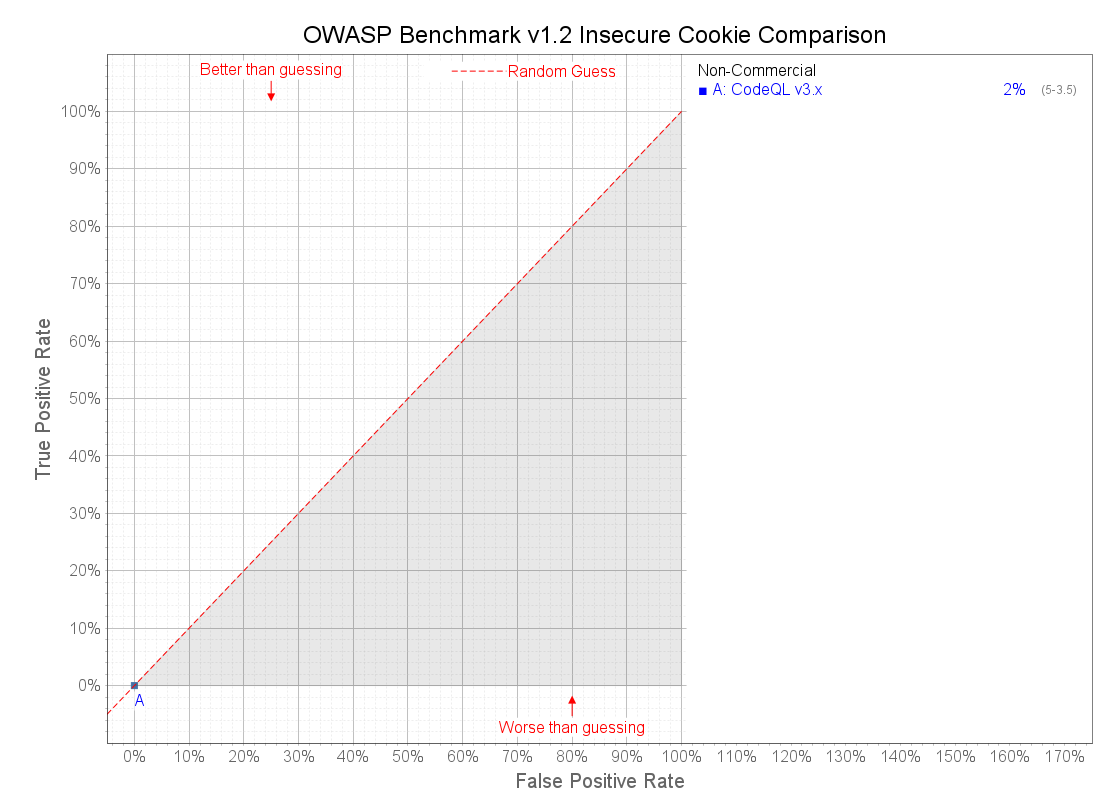 OWASP Benchmark v1.2 Insecure Cookie Comparison
Better than guessing
Random Guess
Non-Commercial
A: CodeQL v3.x 2% (5-3.5)
100%
90%
80%
70%
60%
50%
40%
30%
20%
10%
0%
True Positive Rate
A
Worse than guessing
0% 10% 20% 30% 40% 50% 60% 70% 80% 90% 100% 110% 120% 130% 140% 150% 160% 170%
False Positive Rate